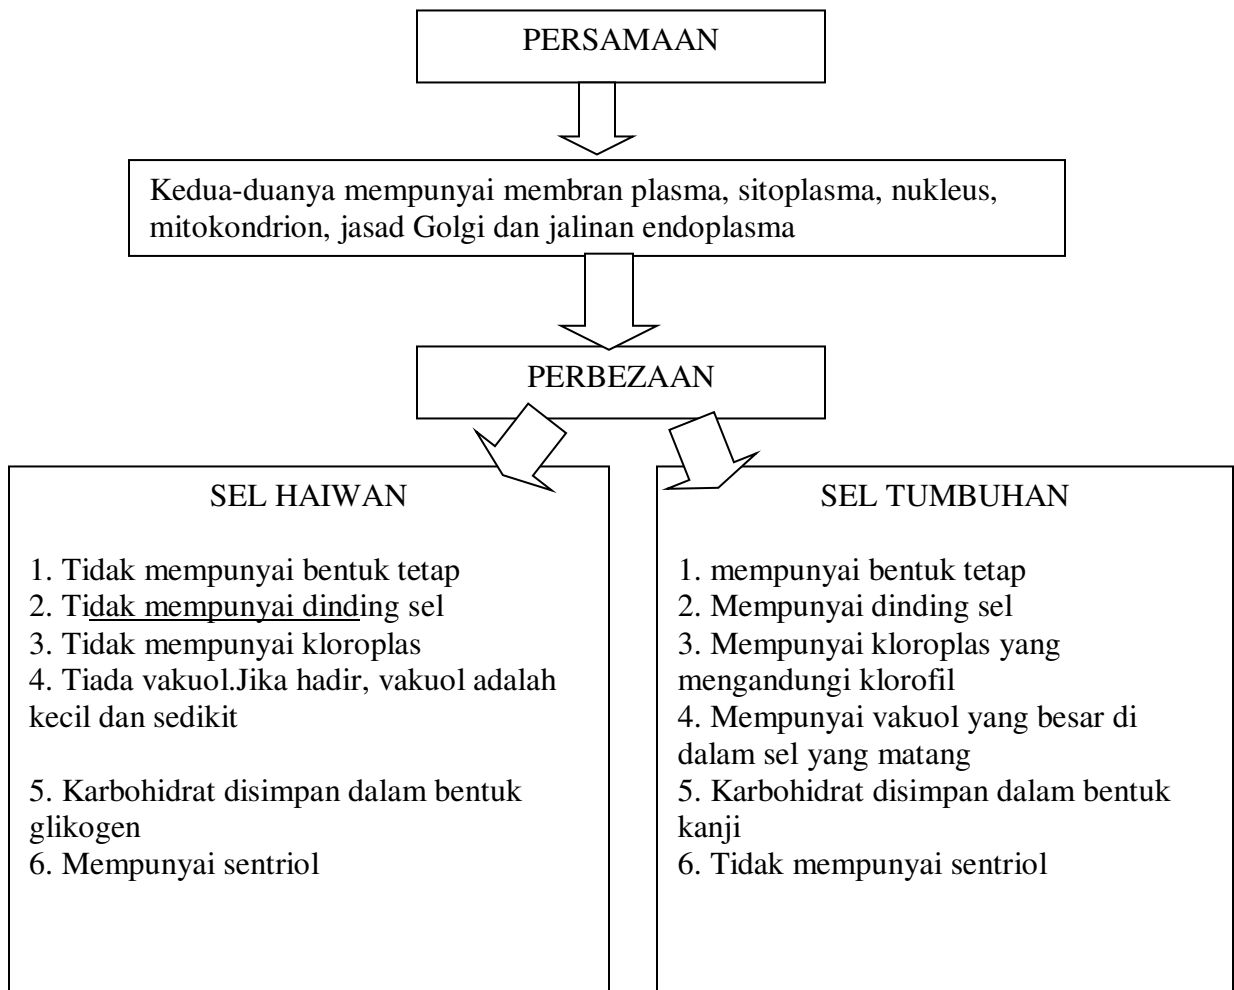 PERSAMAAN
Kedua-duanya mempunyai membran plasma, sitoplasma, nukleus,
mitokondrion, jasad Golgi dan jalinan endoplasma
PERBEZAAN
SEL HAIWAN
1. Tidak mempunyai bentuk tetap
2. Tidak mempunyai dinding sel
3. Tidak mempunyai kloroplas
4. Tiada vakuol.Jika hadir, vakuol adalah
kecil dan sedikit
5. Karbohidrat disimpan dalam bentuk
glikogen
6. Mempunyai sentriol
SEL TUMBUHAN
1. mempunyai bentuk tetap
2. Mempunyai dinding sel
3. Mempunyai kloroplas yang
mengandungi klorofil
4. Mempunyai vakuol yang besar di
dalam sel yang matang
5. Karbohidrat disimpan dalam bentuk
kanji
6. Tidak mempunyai sentriol